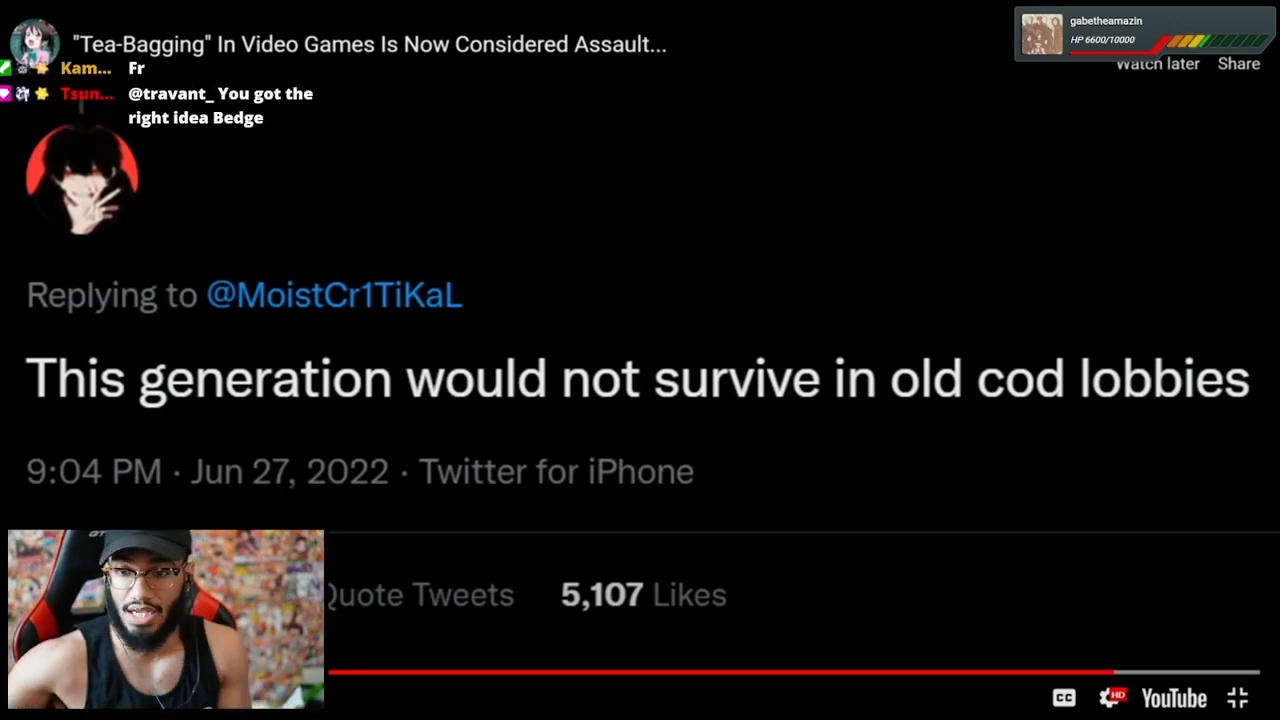 "Tea-Bagging" In Video Games Is Now Considered Assault...
gabetheamazin
HP 6600/10000
Watch later Share
Kam... Fr
Tsun... @travant_ You got the
right idea Bedge
Replying to @MoistCr1TiKaL
This generation would not survive in old cod lobbies
9:04 PM · Jun 27, 2022 · Twitter for iPhone
Quote Tweets 5,107 Likes
CC HD YouTube